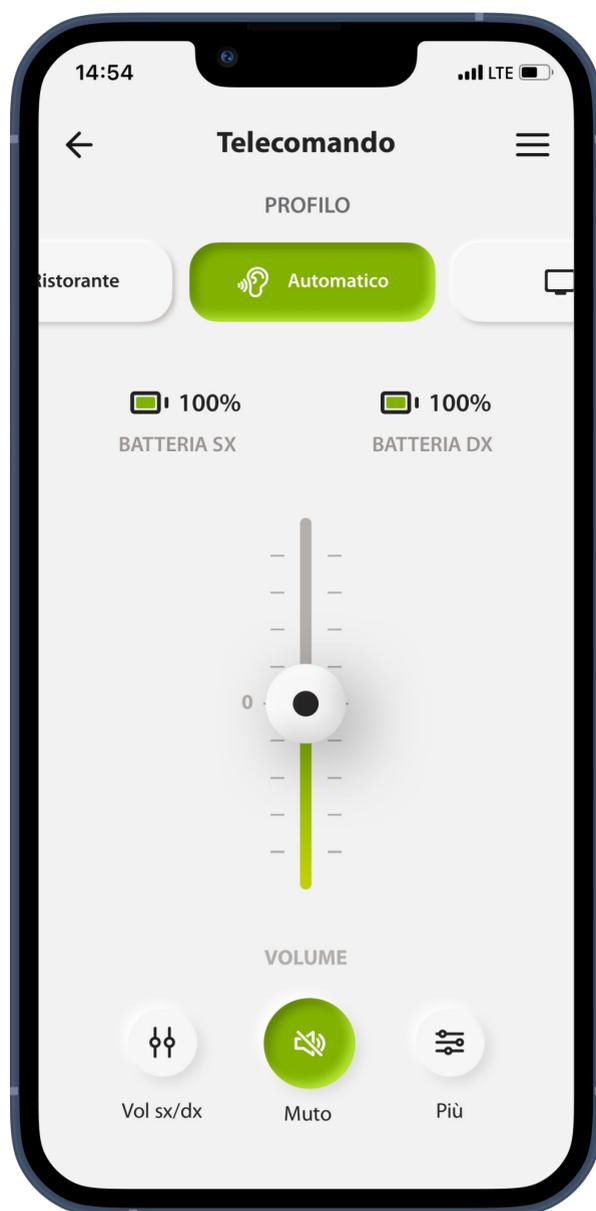 14:54
LTE
Telecomando
PROFILO
Ristorante
Automatico
100%
100%
BATTERIA SX
BATTERIA DX
0
VOLUME
Vol sx/dx
Muto
Più